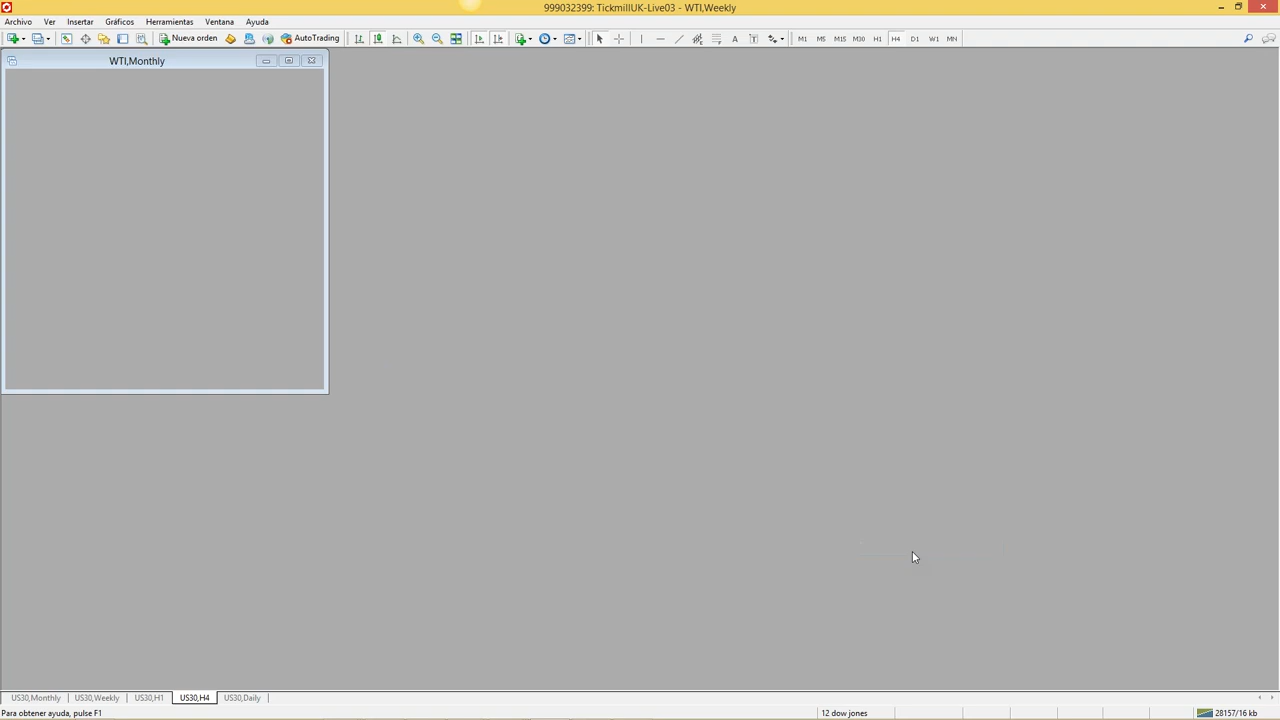 999032399: TickmillUK-Live03 - WTI,Weekly
Archivo Ver Insertar Gráficos Herramientas Ventana Ayuda
Nueva orden AutoTrading A T M1 M5 M15 M30 H1 H4 D1 W1 MN
WTI,Monthly
US30,Monthly US30,Weekly US30,H1 US30,H4 US30,Daily
Para obtener ayuda, pulse F1 12 dow jones 28157/16 kb